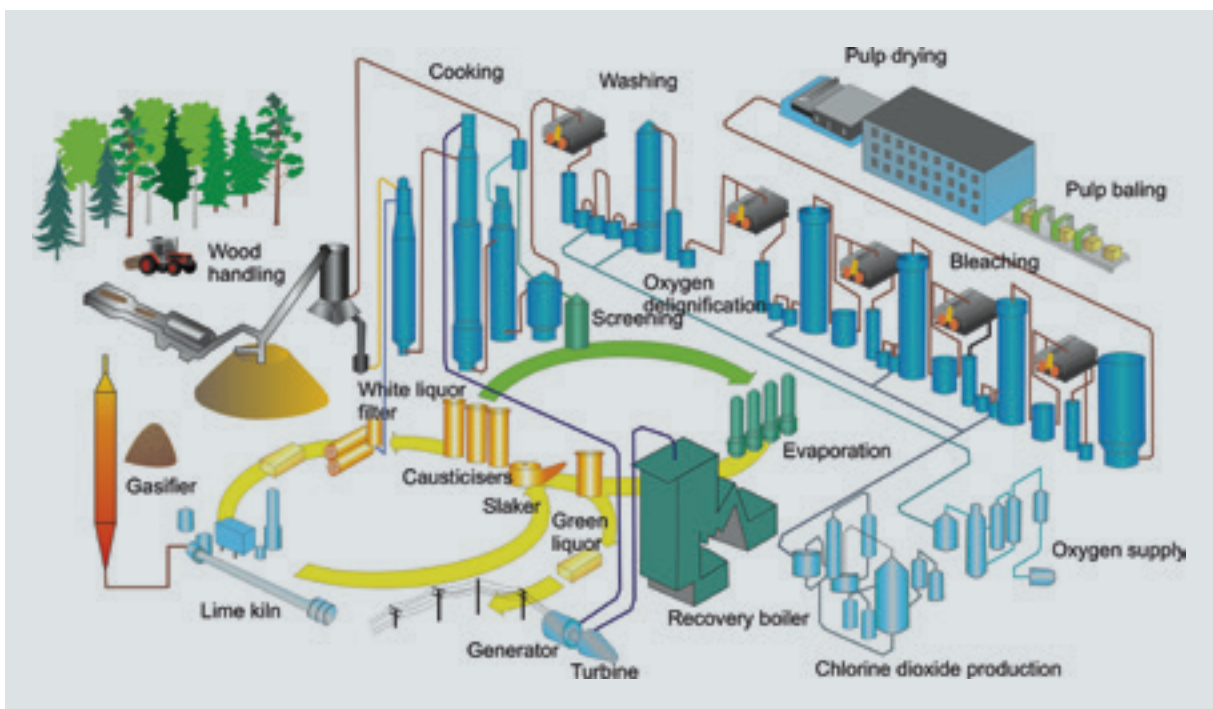 Pulp drying
Cooking
Washing
Pulp baling
Wood
handling
Bleaching
Oxygen
delignification
Screening
White liquor
filter
Evaporation
Causticisers
Gasifier
Slaker
Green
liquor
Oxygen supply
Lime kiln
Recovery boiler
Generator
Turbine
Chlorine dioxide production